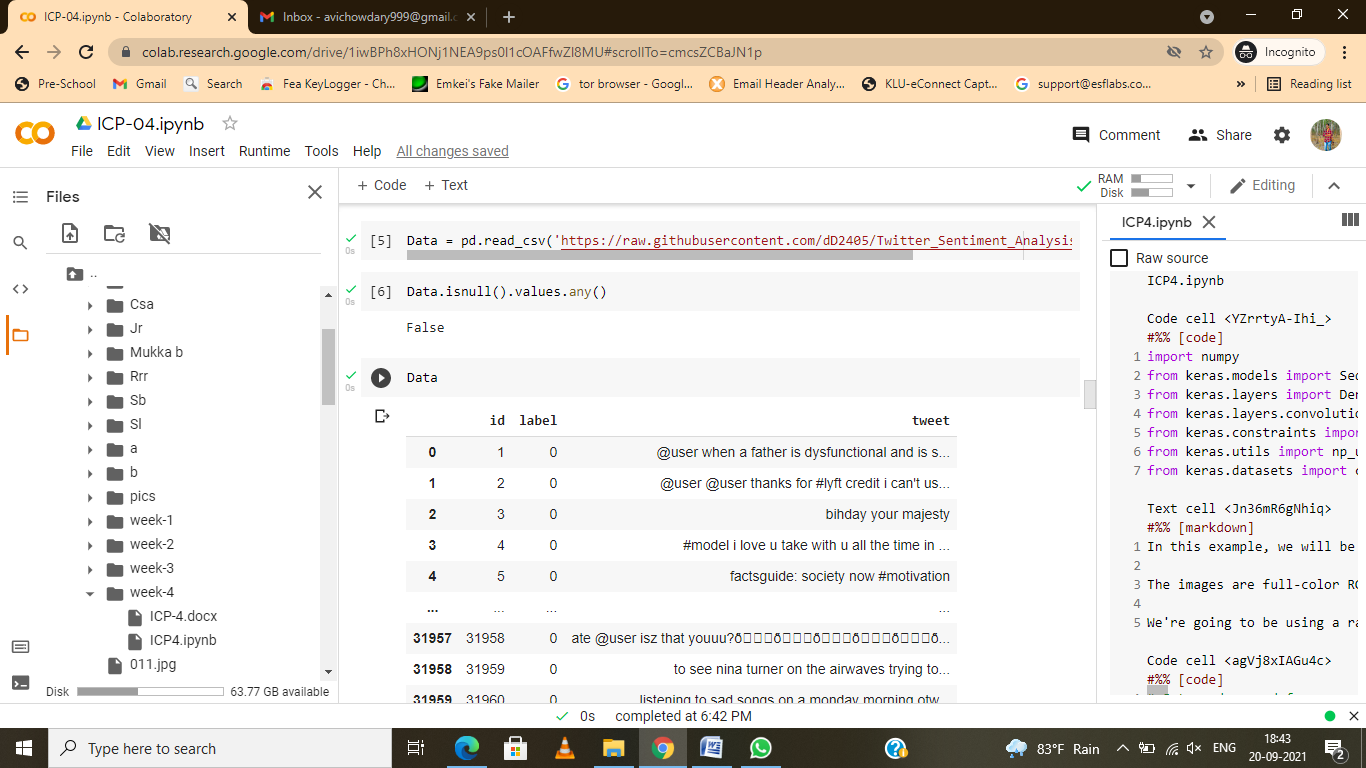 ICP-04.ipynb - Colaboratory
Inbox - avichowdary999@gmail.c
colab.research.google.com/drive/1iwBPh8xHONj1NEA9ps0l1cOAFfwZl8MU#scrollTo=cmcsZCBaJN1p
Incognito
Pre-School Gmail Search Fea KeyLogger - Ch... Emkei's Fake Mailer tor browser - Googl... Email Header Analy... KLU-eConnect Capt... support@esflabs.co... » Reading list
ICP-04.ipynb
Comment Share
File Edit View Insert Runtime Tools Help All changes saved
Files
+ Code + Text
RAM
Disk
Editing
..
Csa
Jr
Mukka b
Rrr
Sb
Sl
a
b
pics
week-1
week-2
week-3
week-4
ICP-4.docx
ICP4.ipynb
011.jpg
Disk 63.77 GB available
0s [5] Data = pd.read_csv('https://raw.githubusercontent.com/dD2405/Twitter_Sentiment_Analysis
0s [6] Data.isnull().values.any()
False
0s Data
id label tweet
0 1 0 @user when a father is dysfunctional and is s...
1 2 0 @user @user thanks for #lyft credit i can't us...
2 3 0 bihday your majesty
3 4 0 #model i love u take with u all the time in ...
4 5 0 factsguide: society now #motivation
... ... ... ...
31957 31958 0 ate @user isz that youuu?ð□□□ð□□□ð□□□ð□□□ð□□□ð...
31958 31959 0 to see nina turner on the airwaves trying to...
31959 31960 0 listening to sad songs on a monday morning otw...
ICP4.ipynb
Raw source
ICP4.ipynb
Code cell <YZrrtyA-Ihi_>
#%% [code]
1 import numpy
2 from keras.models import Sec
3 from keras.layers import Den
4 from keras.layers.convolutio
5 from keras.constraints impor
6 from keras.utils import np_u
7 from keras.datasets import c
Text cell <Jn36mR6gNhiq>
#%% [markdown]
1 In this example, we will be
2
3 The images are full-color RG
4
5 We're going to be using a ra
Code cell <agVj8xIAGu4c>
#%% [code]
0s completed at 6:42 PM
Type here to search
83°F Rain
ENG
18:43
20-09-2021
2